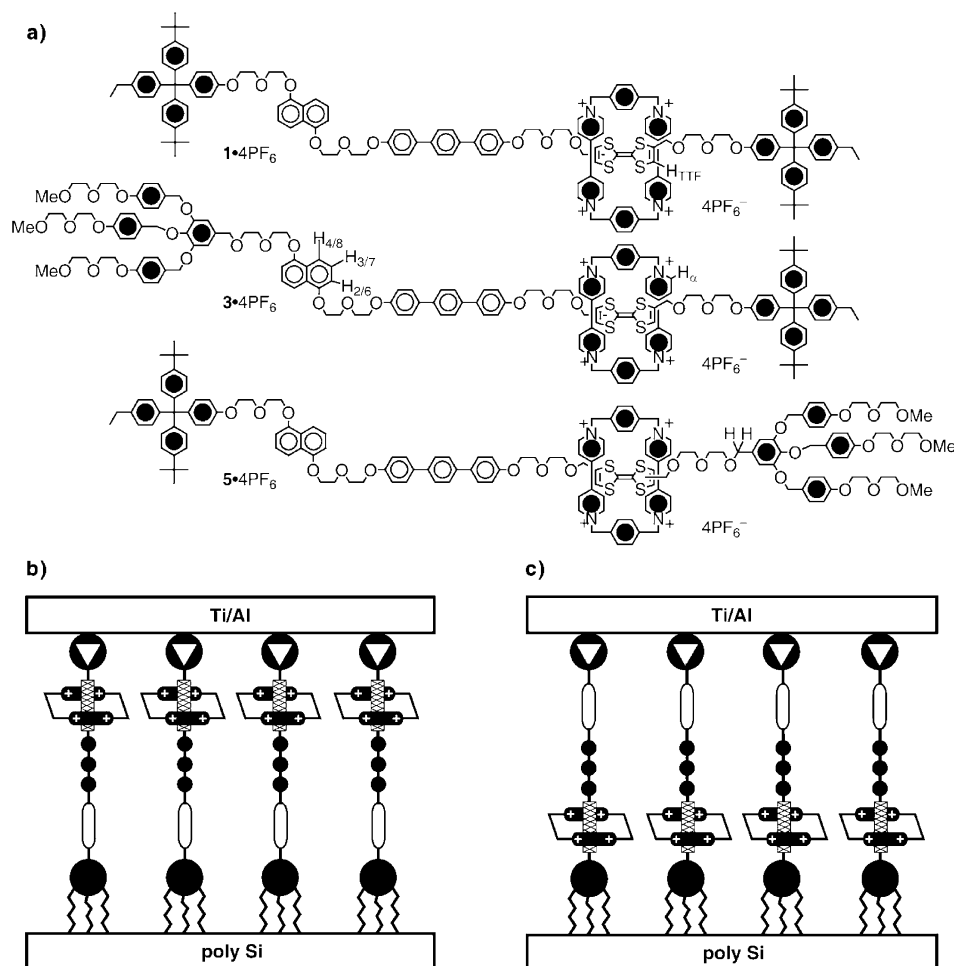 a)
O O O
O O O O O O O
1•4PF₆
N N + +
S S S S
H_TTF
N N + +
4PF₆⁻
MeO O O O
MeO O O O O O O
MeO O O O
H₄/₈
H₃/₇
H₂/₆
3•4PF₆
O O O O O O O
N N + +
H_α
S S S S
N N + +
4PF₆⁻
O O O
5•4PF₆
O O O O O O O
N N + +
S S S S
H H
O O O OMe
O O O OMe
O O O OMe
N N + +
4PF₆⁻
b)
Ti/Al
+ + + + + + + +
+ + + + + + + +
poly Si
c)
Ti/Al
+ + + + + + + +
+ + + + + + + +
poly Si